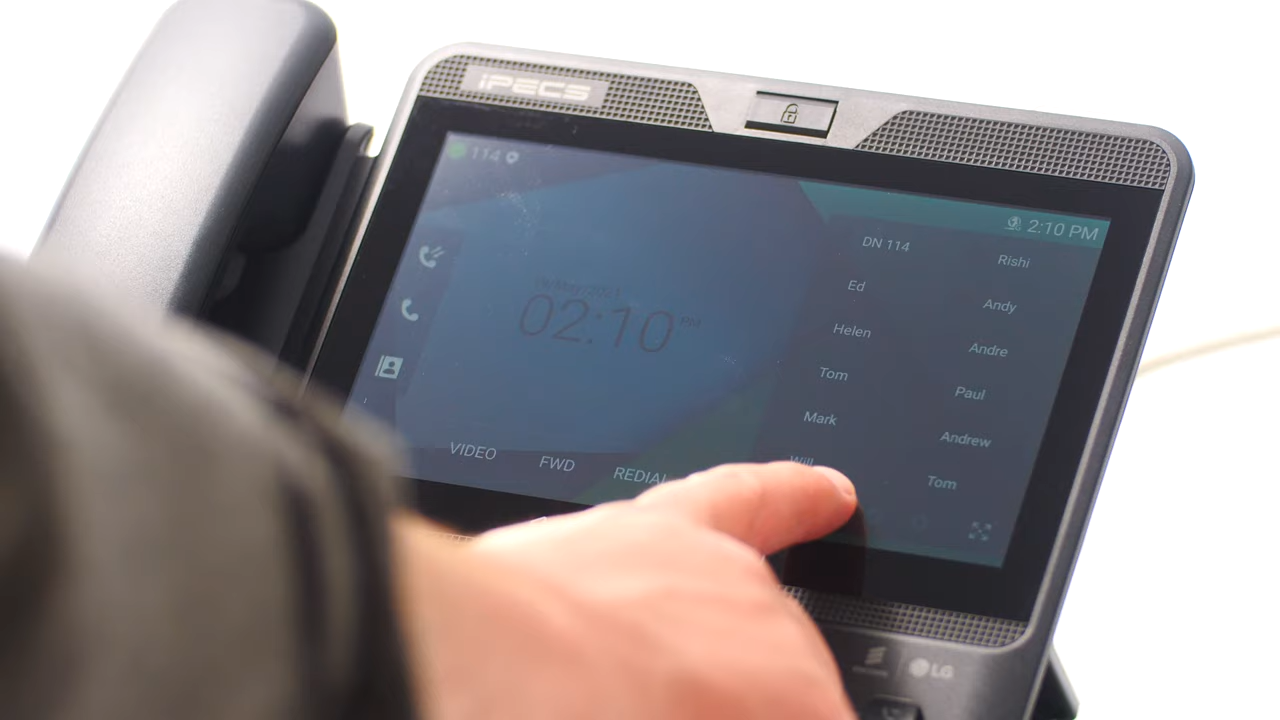 iPECS
114
2:10 PM
02:10 PM
DN 114
Rishi
Ed
Andy
Helen
Andre
Tom
Paul
Mark
Andrew
Will
Tom
VIDEO
FWD
REDIAL
LG